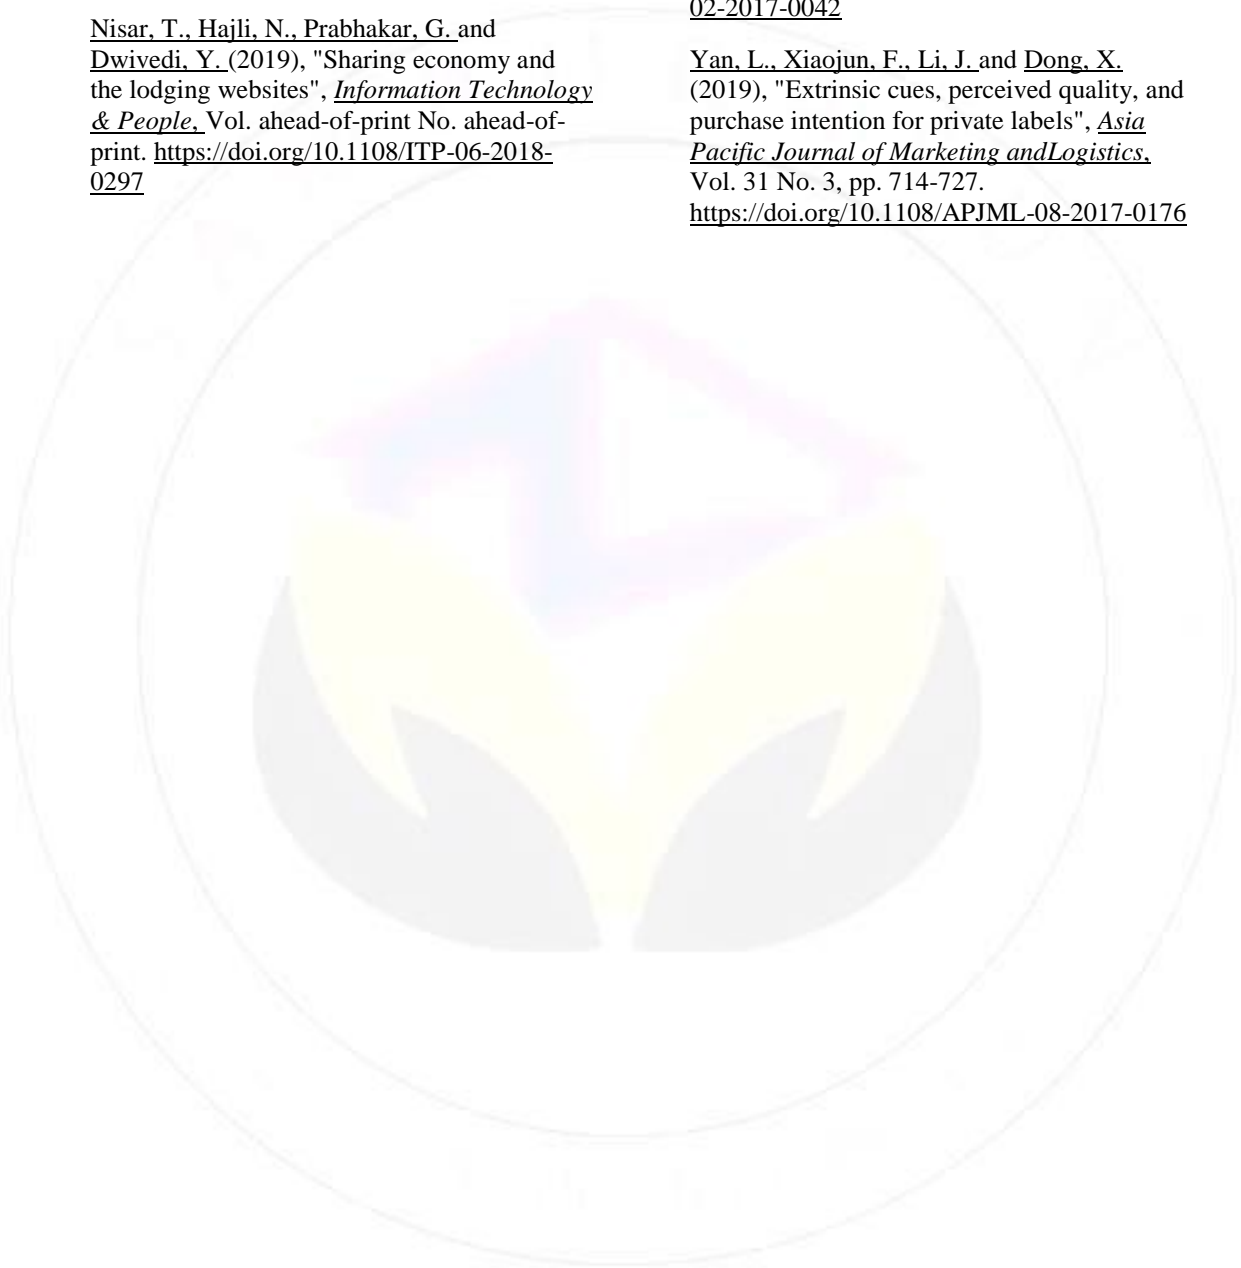 Nisar, T., Hajli, N., Prabhakar, G. and
Dwivedi, Y. (2019), "Sharing economy and
the lodging websites", Information Technology
& People, Vol. ahead-of-print No. ahead-of-
print. https://doi.org/10.1108/ITP-06-2018-
0297
02-2017-0042
Yan, L., Xiaojun, F., Li, J. and Dong, X.
(2019), "Extrinsic cues, perceived quality, and
purchase intention for private labels", Asia
Pacific Journal of Marketing andLogistics,
Vol. 31 No. 3, pp. 714-727.
https://doi.org/10.1108/APJML-08-2017-0176